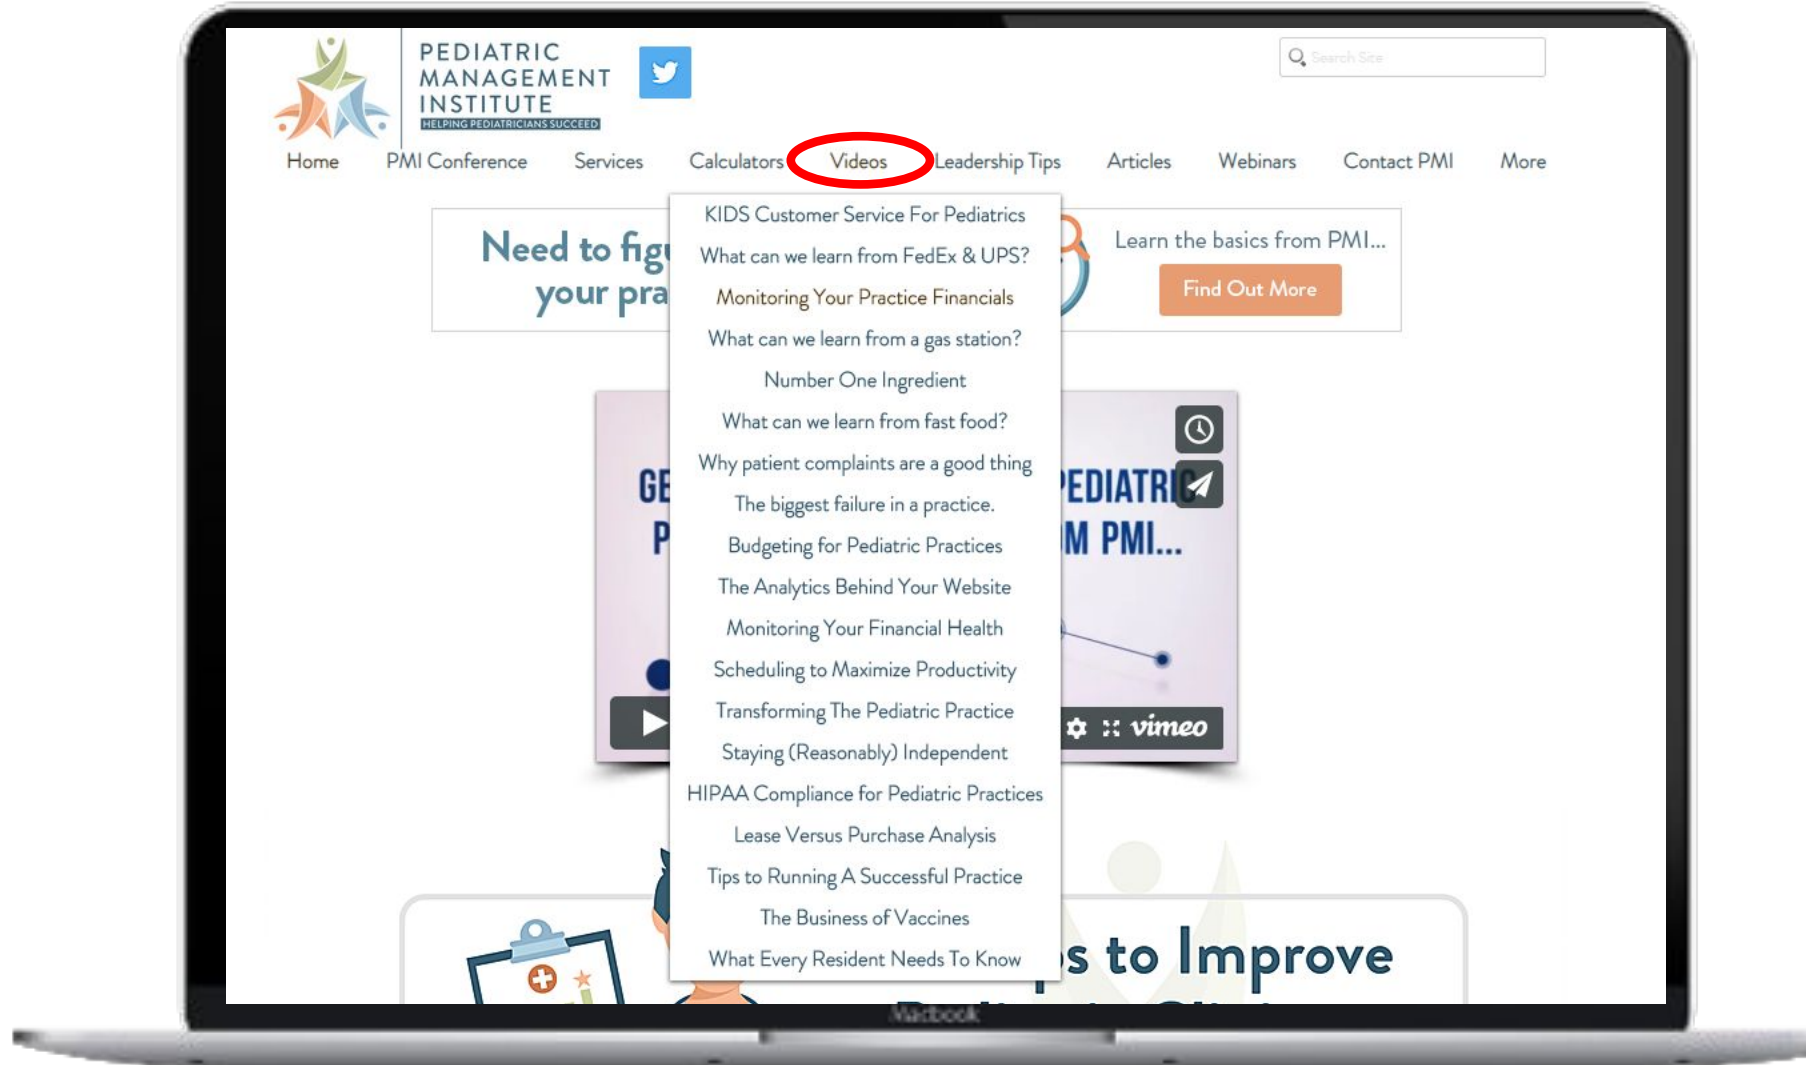 PEDIATRIC
MANAGEMENT
INSTITUTE
HELPING PEDIATRICIANS SUCCEED
Search Site
Home PMI Conference Services Calculators Videos Leadership Tips Articles Webinars Contact PMI More
KIDS Customer Service For Pediatrics
What can we learn from FedEx & UPS?
Monitoring Your Practice Financials
What can we learn from a gas station?
Number One Ingredient
What can we learn from fast food?
Why patient complaints are a good thing
The biggest failure in a practice.
Budgeting for Pediatric Practices
The Analytics Behind Your Website
Monitoring Your Financial Health
Scheduling to Maximize Productivity
Transforming The Pediatric Practice
Staying (Reasonably) Independent
HIPAA Compliance for Pediatric Practices
Lease Versus Purchase Analysis
Tips to Running A Successful Practice
The Business of Vaccines
What Every Resident Needs To Know
Need to fig
your pra
Learn the basics from PMI...
Find Out More
GE
PEDIATRIC
P
M PMI...
vimeo
s to Improve
Macbook